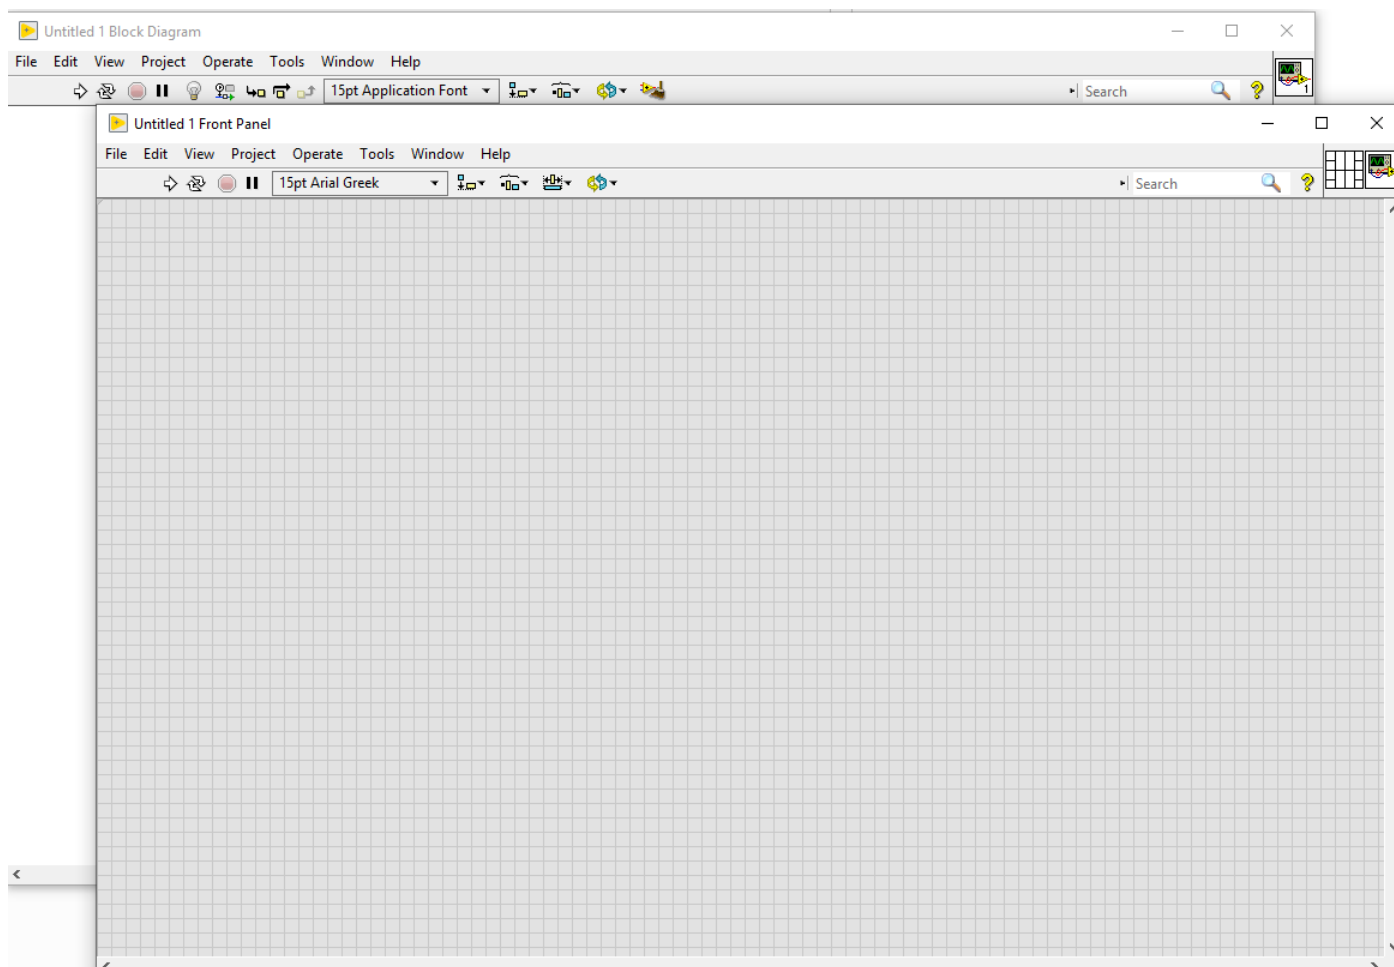 Untitled 1 Block Diagram
File Edit View Project Operate Tools Window Help
15pt Application Font Search 1
Untitled 1 Front Panel
File Edit View Project Operate Tools Window Help
15pt Arial Greek Search